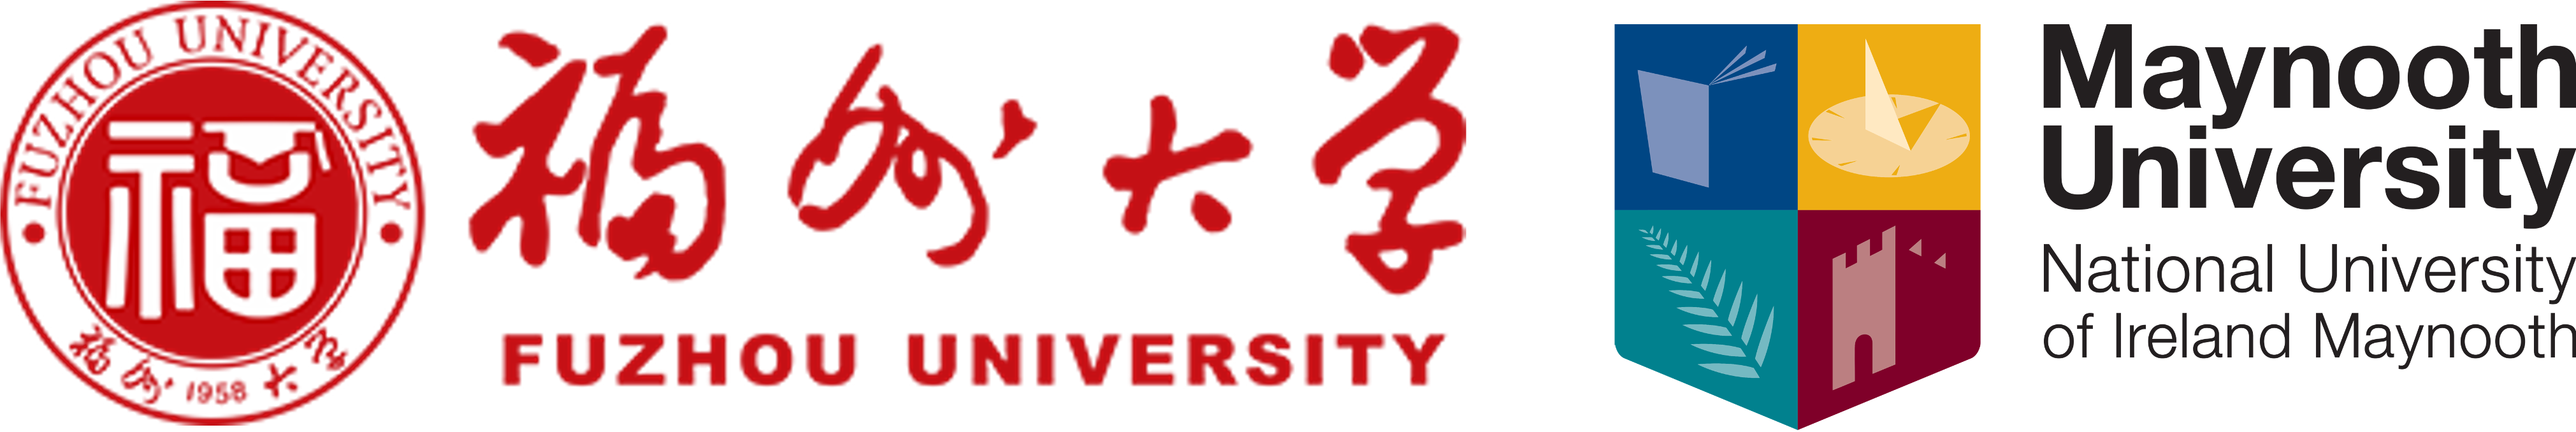 FUZHOU UNIVERSITY
福
福州大学
1958
福州大学
FUZHOU UNIVERSITY
Maynooth
University
National University
of Ireland Maynooth